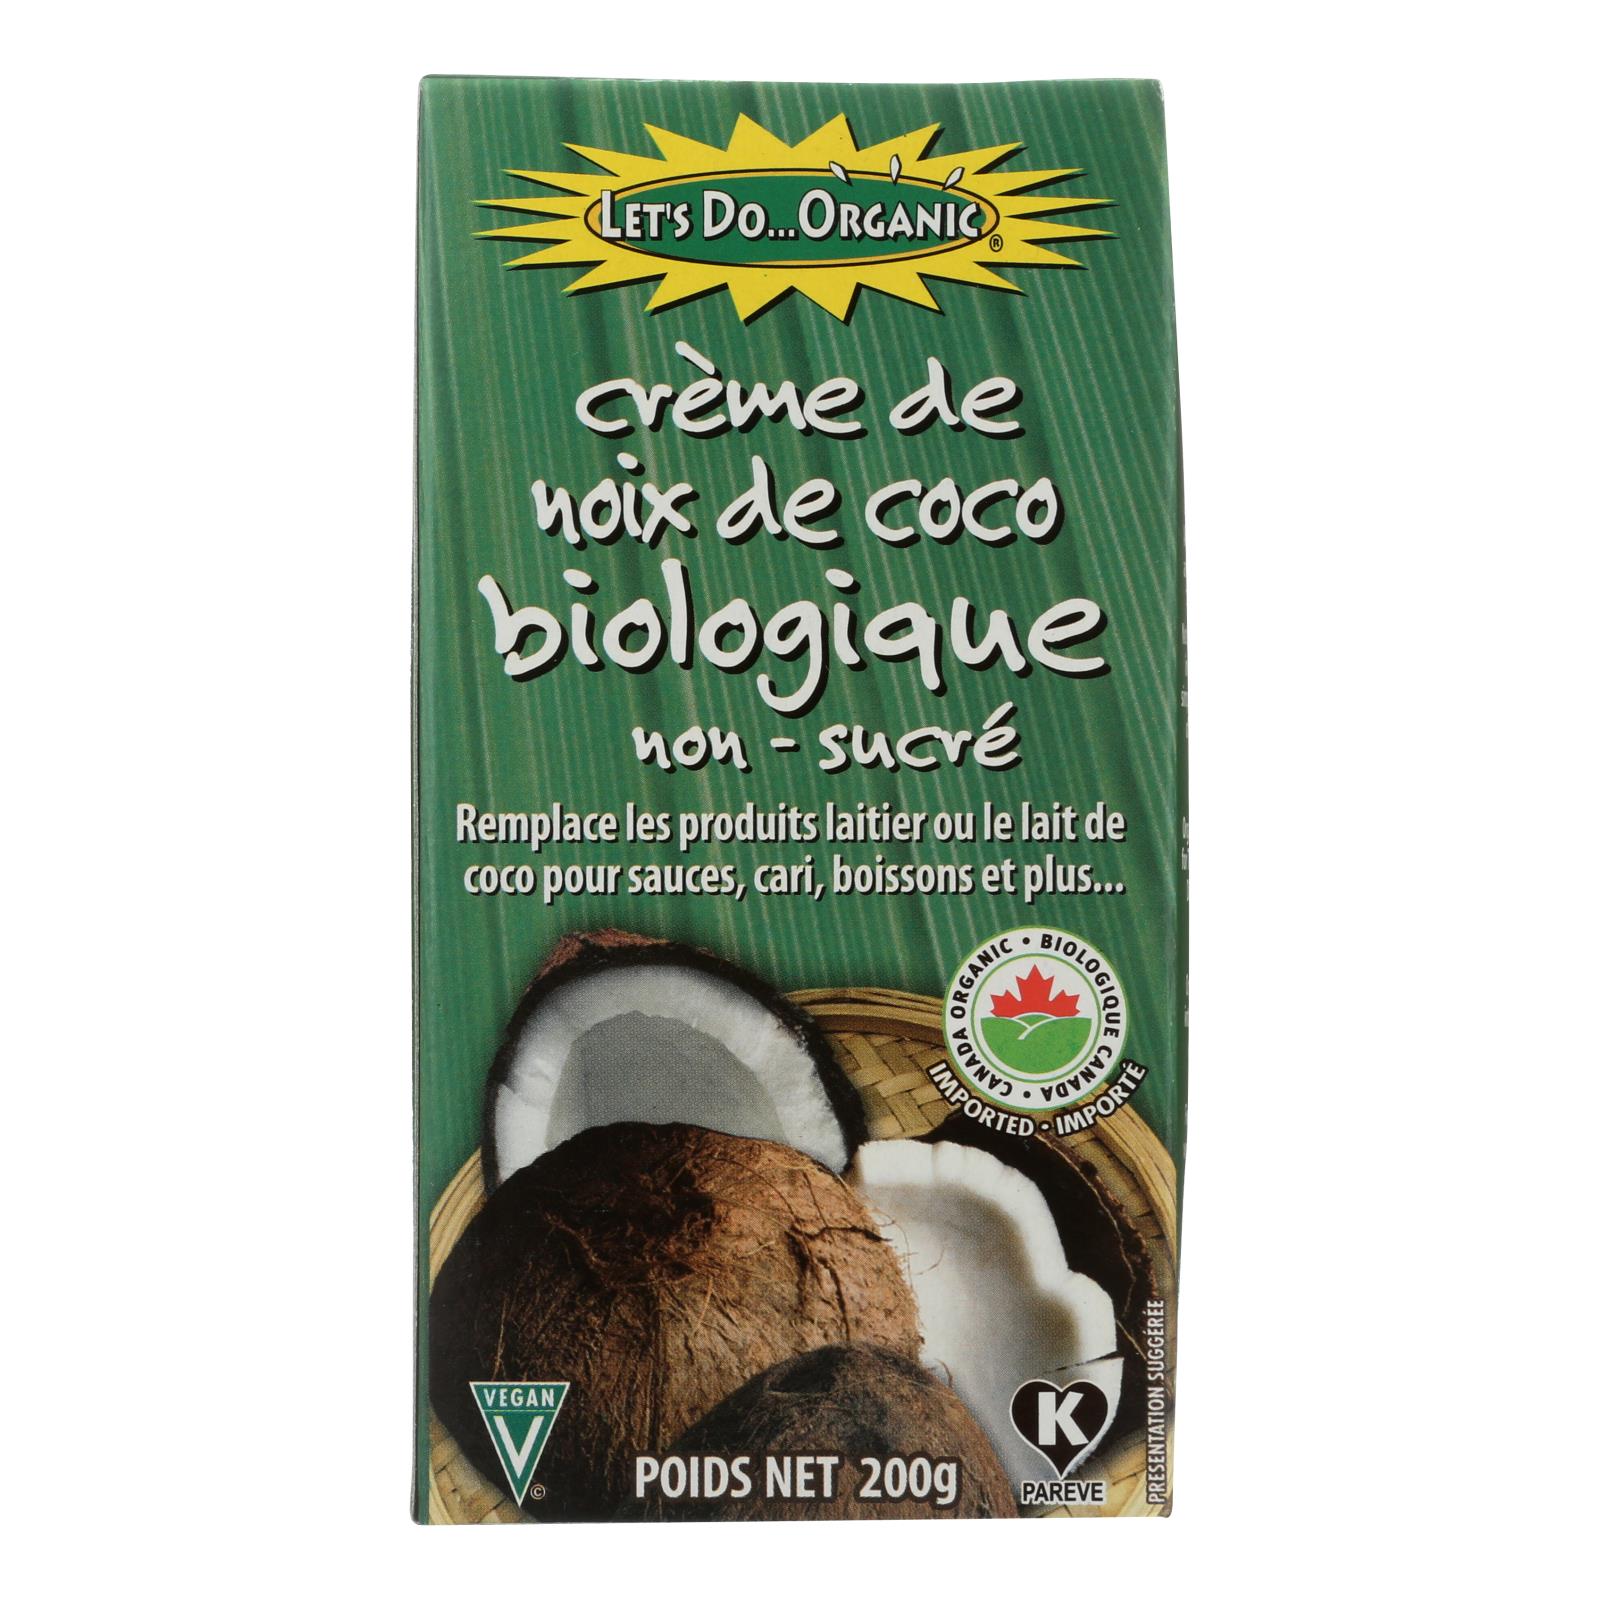 LET'S DO...ORGANIC®
crème de
noix de coco
biologique
non - sucré
Remplace les produits laitier ou le lait de
coco pour sauces, cari, boissons et plus...
CANADA ORGANIC • BIOLOGIQUE CANADA •
IMPORTED • IMPORTÉ
PRESENTATION SUGGÉRÉE
VEGAN
V
©
POIDS NET 200g
K
PAREVE